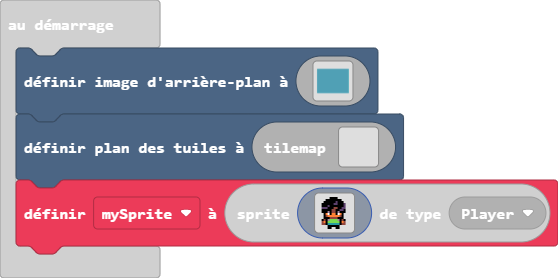 au démarrage
définir image d'arrière-plan à
définir plan des tuiles à tilemap
définir mySprite à sprite de type Player